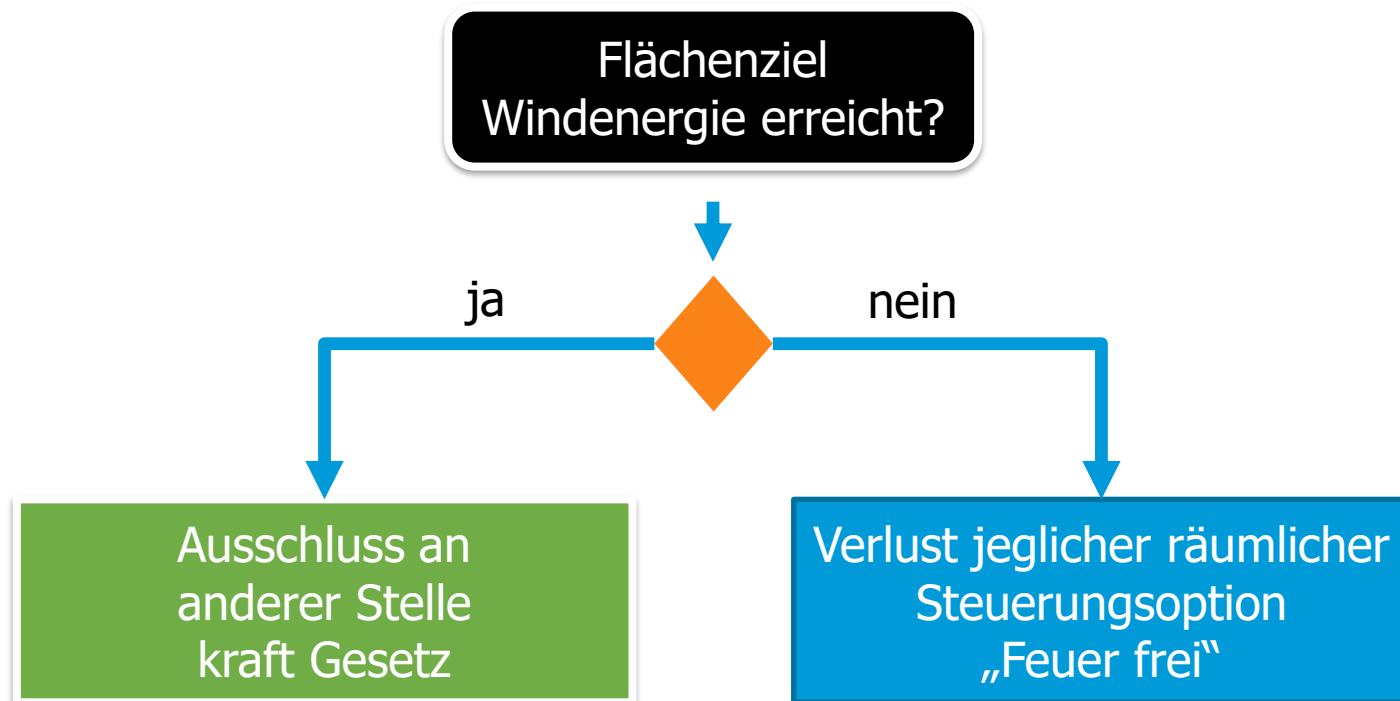 Flächenziel
Windenergie erreicht?
ja
nein
Ausschluss an
anderer Stelle
kraft Gesetz
Verlust jeglicher räumlicher
Steuerungsoption
„Feuer frei“